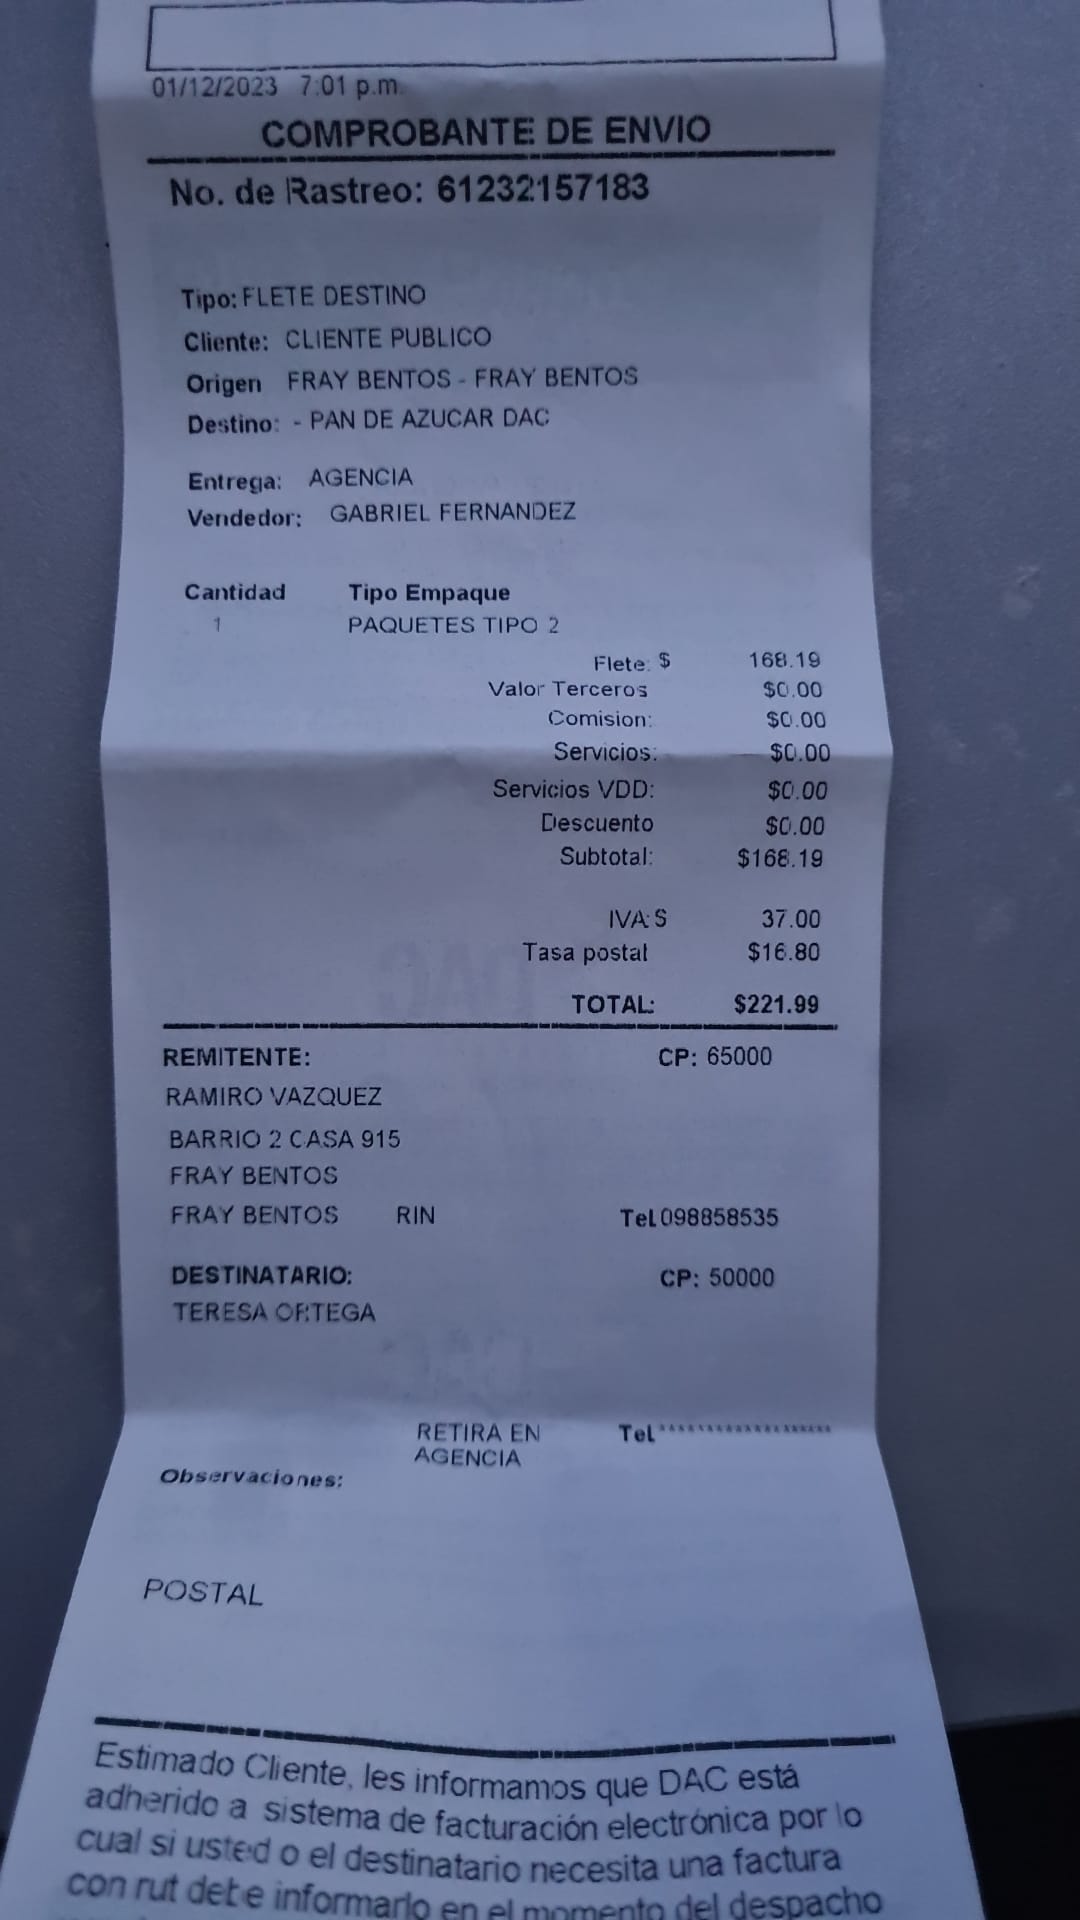 01/12/2023 7:01 p.m.
COMPROBANTE DE ENVIO
No. de Rastreo: 61232157183
Tipo: FLETE DESTINO
Cliente: CLIENTE PUBLICO
Origen FRAY BENTOS - FRAY BENTOS
Destino: - PAN DE AZUCAR DAC
Entrega: AGENCIA
Vendedor: GABRIEL FERNANDEZ
Cantidad Tipo Empaque
1 PAQUETES TIPO 2
Flete: $ 168.19
Valor Terceros $0.00
Comision: $0.00
Servicios: $0.00
Servicios VDD: $0.00
Descuento $0.00
Subtotal: $168.19
IVA:$ 37.00
Tasa postal $16.80
TOTAL: $221.99
REMITENTE: CP: 65000
RAMIRO VAZQUEZ
BARRIO 2 CASA 915
FRAY BENTOS
FRAY BENTOS RIN Tel.098858535
DESTINATARIO: CP: 50000
TERESA ORTEGA
RETIRA EN Tel.********************
AGENCIA
Observaciones:
POSTAL
Estimado Cliente, les informamos que DAC está
adherido a sistema de facturación electrónica por lo
cual si usted o el destinatario necesita una factura
con rut debe informarlo en el momento del despacho